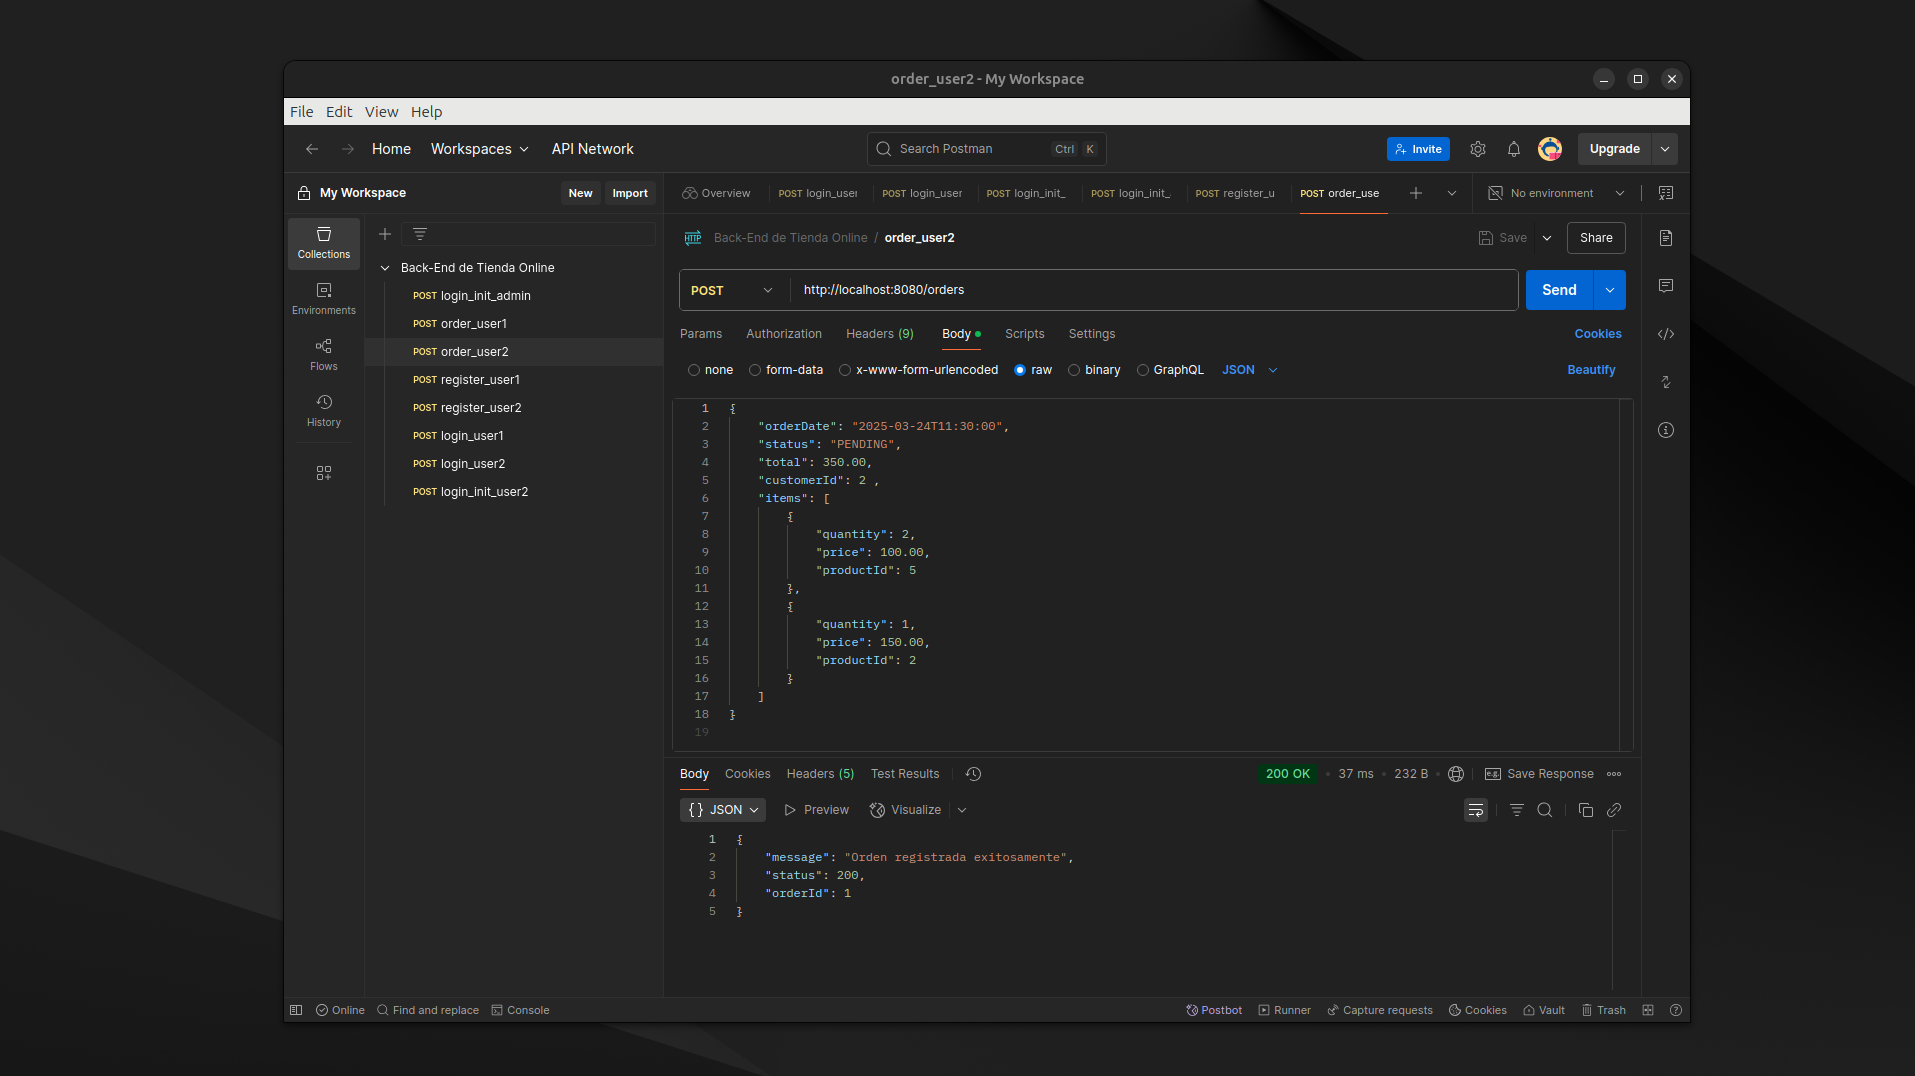 order_user2 - My Workspace
File Edit View Help
Home Workspaces API Network Search Postman Ctrl K Invite Upgrade
My Workspace New Import
Overview POST login_user POST login_user POST login_init_ POST login_init_ POST register_u POST order_use No environment
Collections
Environments
Flows
History
Back-End de Tienda Online
POST login_init_admin
POST order_user1
POST order_user2
POST register_user1
POST register_user2
POST login_user1
POST login_user2
POST login_init_user2
HTTP Back-End de Tienda Online / order_user2 Save Share
POST http://localhost:8080/orders Send
Params Authorization Headers (9) Body Scripts Settings Cookies
none form-data x-www-form-urlencoded raw binary GraphQL JSON Beautify
1 {
2 "orderDate": "2025-03-24T11:30:00",
3 "status": "PENDING",
4 "total": 350.00,
5 "customerId": 2 ,
6 "items": [
7 {
8 "quantity": 2,
9 "price": 100.00,
10 "productId": 5
11 },
12 {
13 "quantity": 1,
14 "price": 150.00,
15 "productId": 2
16 }
17 ]
18 }
19
Body Cookies Headers (5) Test Results 200 OK • 37 ms • 232 B • e.g. Save Response
{} JSON Preview Visualize
1 {
2 "message": "Orden registrada exitosamente",
3 "status": 200,
4 "orderId": 1
5 }
Online Find and replace Console Postbot Runner Capture requests Cookies Vault Trash